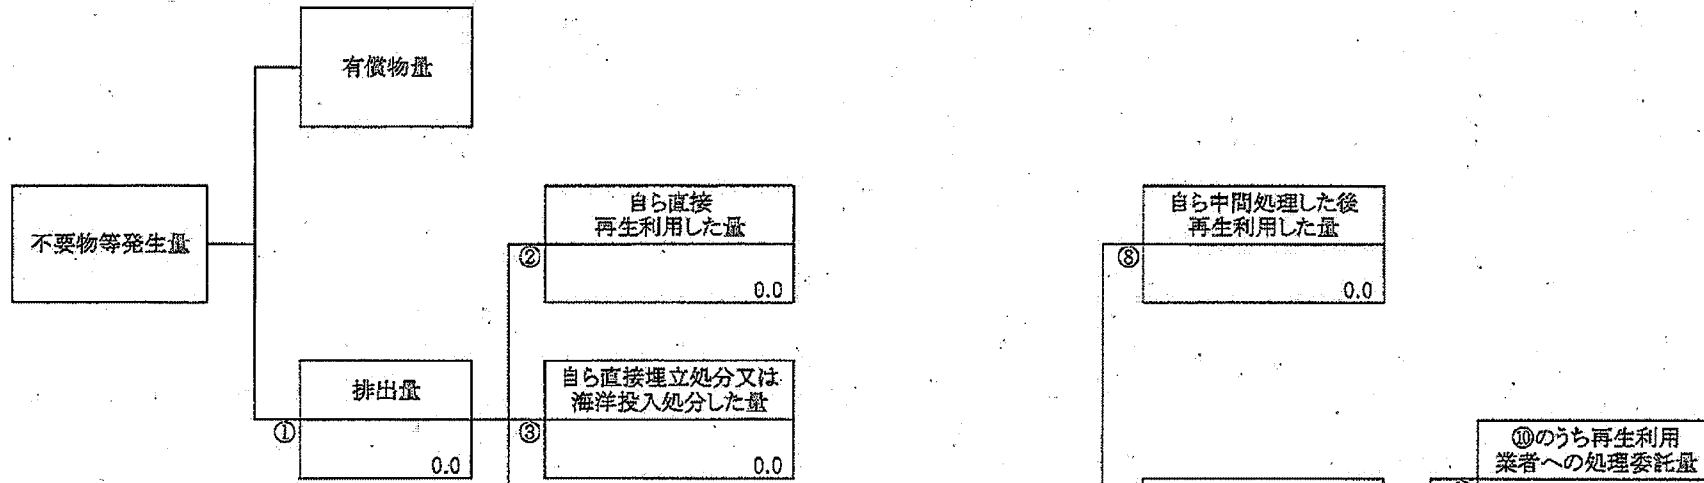 有償物量
不要物等発生量
自ら直接
再生利用した量
②
0.0
自ら中間処理した後
再生利用した量
⑧
0.0
排出量
①
0.0
自ら直接埋立処分又は
海洋投入処分した量
③
0.0
⑩のうち再生利用
業者への処理委託量